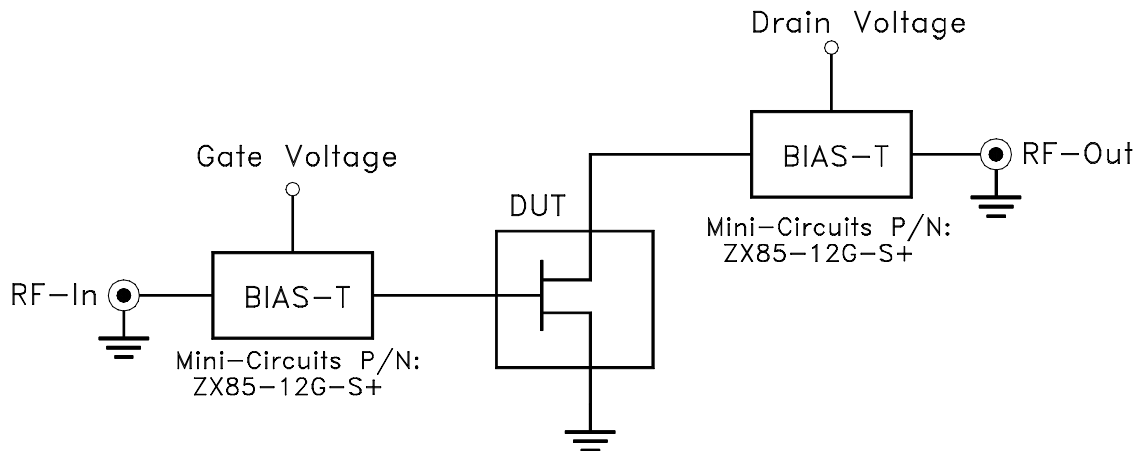 Drain Voltage
BIAS-T
RF-Out
Mini-Circuits P/N:
ZX85-12G-S+
Gate Voltage
DUT
RF-In
BIAS-T
Mini-Circuits P/N:
ZX85-12G-S+